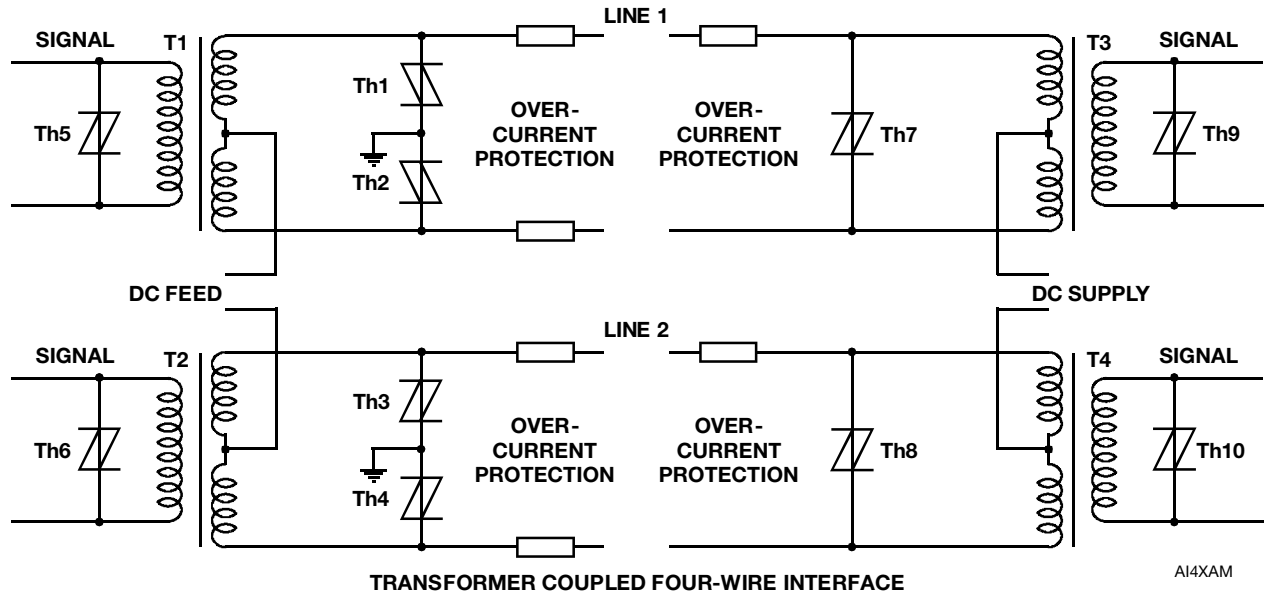 LINE 1
SIGNAL
T1
T3
SIGNAL
Th1
OVER-
CURRENT
PROTECTION
OVER-
CURRENT
PROTECTION
Th5
Th7
Th9
Th2
DC FEED
DC SUPPLY
LINE 2
SIGNAL
T2
T4
SIGNAL
Th3
OVER-
CURRENT
PROTECTION
OVER-
CURRENT
PROTECTION
Th6
Th8
Th10
Th4
TRANSFORMER COUPLED FOUR-WIRE INTERFACE
AI4XAM